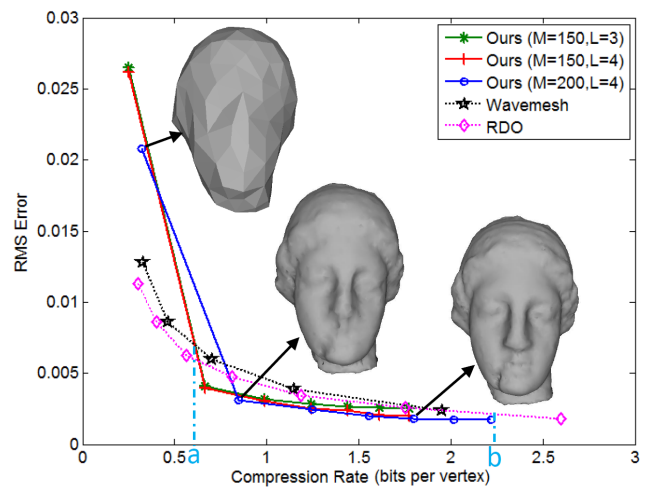 0.03
0.025
0.02
0.015
0.01
0.005
0
RMS Error
Ours (M=150,L=3)
Ours (M=150,L=4)
Ours (M=200,L=4)
Wavemesh
RDO
0 0.5 1 1.5 2 2.5 3
a b
Compression Rate (bits per vertex)